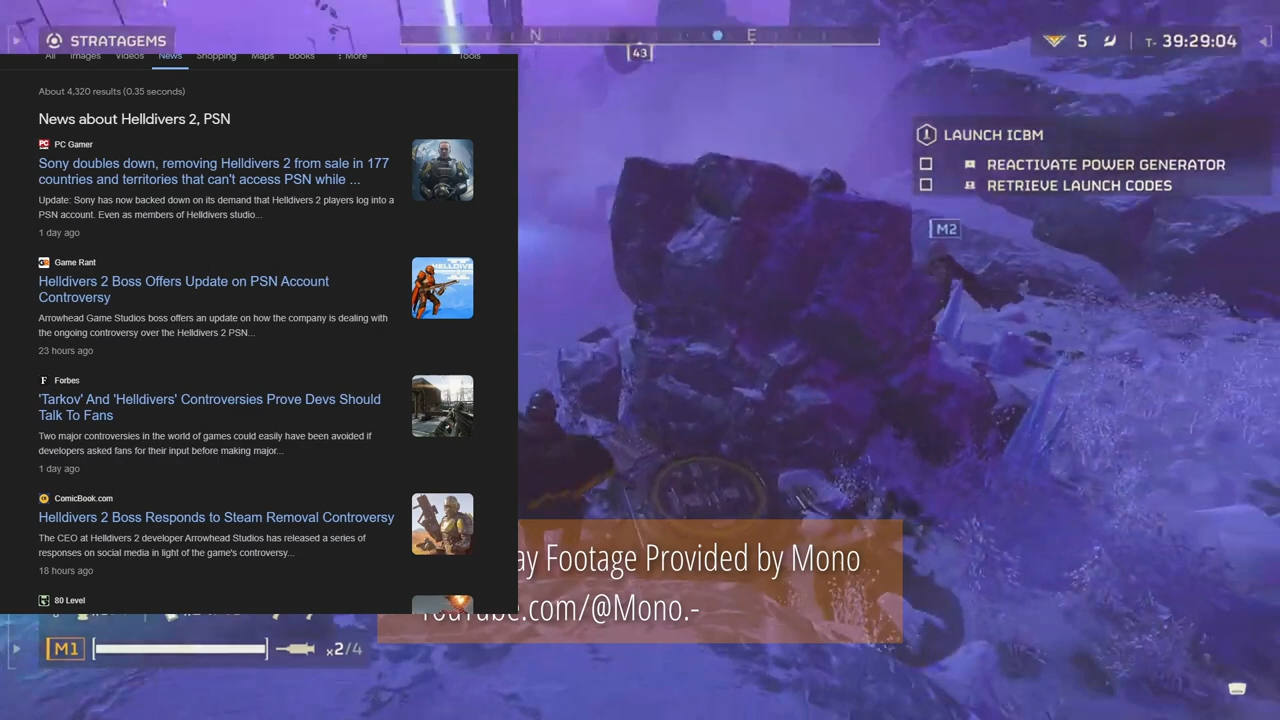 STRATAGEMS
N
E
43
5
T- 39:29:04
All Images Videos News Shopping Maps Books More Tools
About 4,320 results (0.35 seconds)
News about Helldivers 2, PSN
PC Gamer
Sony doubles down, removing Helldivers 2 from sale in 177
countries and territories that can't access PSN while ...
Update: Sony has now backed down on its demand that Helldivers 2 players log into a
PSN account. Even as members of Helldivers studio...
1 day ago
Game Rant
Helldivers 2 Boss Offers Update on PSN Account
Controversy
Arrowhead Game Studios boss offers an update on how the company is dealing with
the ongoing controversy over the Helldivers 2 PSN...
23 hours ago
Forbes
'Tarkov' And 'Helldivers' Controversies Prove Devs Should
Talk To Fans
Two major controversies in the world of games could easily have been avoided if
developers asked fans for their input before making major...
1 day ago
ComicBook.com
Helldivers 2 Boss Responds to Steam Removal Controversy
The CEO at Helldivers 2 developer Arrowhead Studios has released a series of
responses on social media in light of the game's controversy...
18 hours ago
80 Level
LAUNCH ICBM
REACTIVATE POWER GENERATOR
RETRIEVE LAUNCH CODES
M2
Footage Provided by Mono
YouTube.com/@Mono.-
M1
x2/4